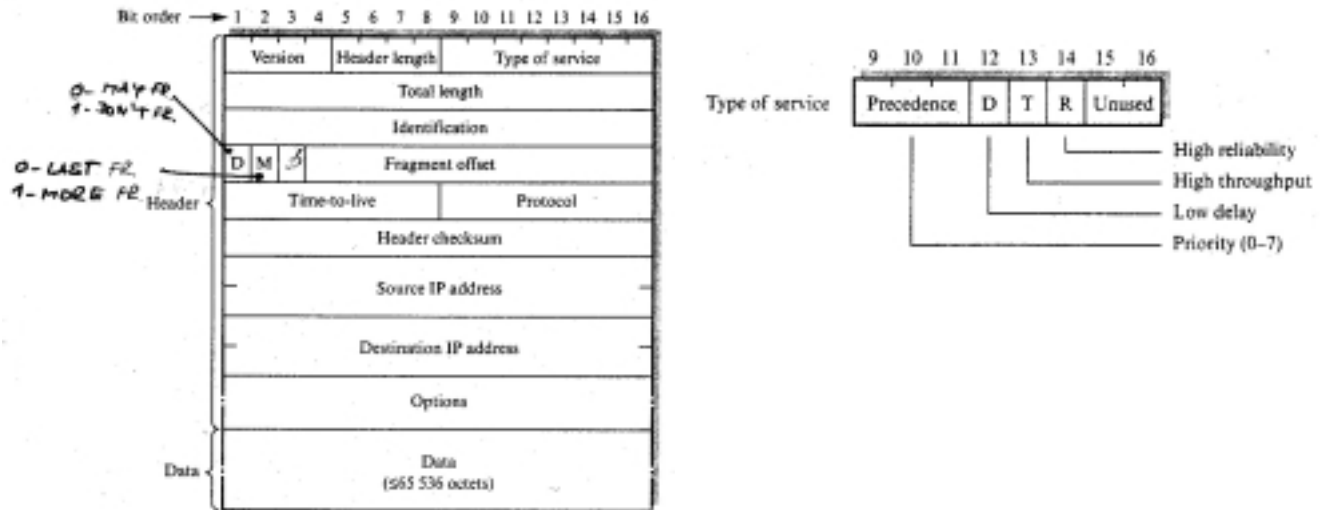 Bit order 1 2 3 4 5 6 7 8 9 10 11 12 13 14 15 16
Version Header length Type of service
0- MAY FR.
1- DON'T FR.
Total length
Identification
D M Fragment offset
0- LAST FR.
1- MORE FR.
Header
Time-to-live Protocol
Header checksum
Source IP address
Destination IP address
Options
Data
Data
(≤65 536 octets)
9 10 11 12 13 14 15 16
Type of service Precedence D T R Unused
High reliability
High throughput
Low delay
Priority (0–7)